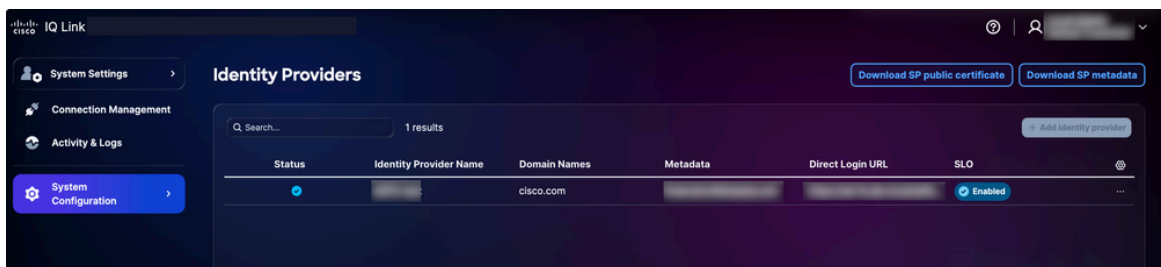 CISCO IQ Link
System Settings
Connection Management
Activity & Logs
System
Configuration
Identity Providers
Download SP public certificate
Download SP metadata
Search...
1 results
+ Add identity provider
Status Identity Provider Name Domain Names Metadata Direct Login URL SLO
cisco.com
Enabled